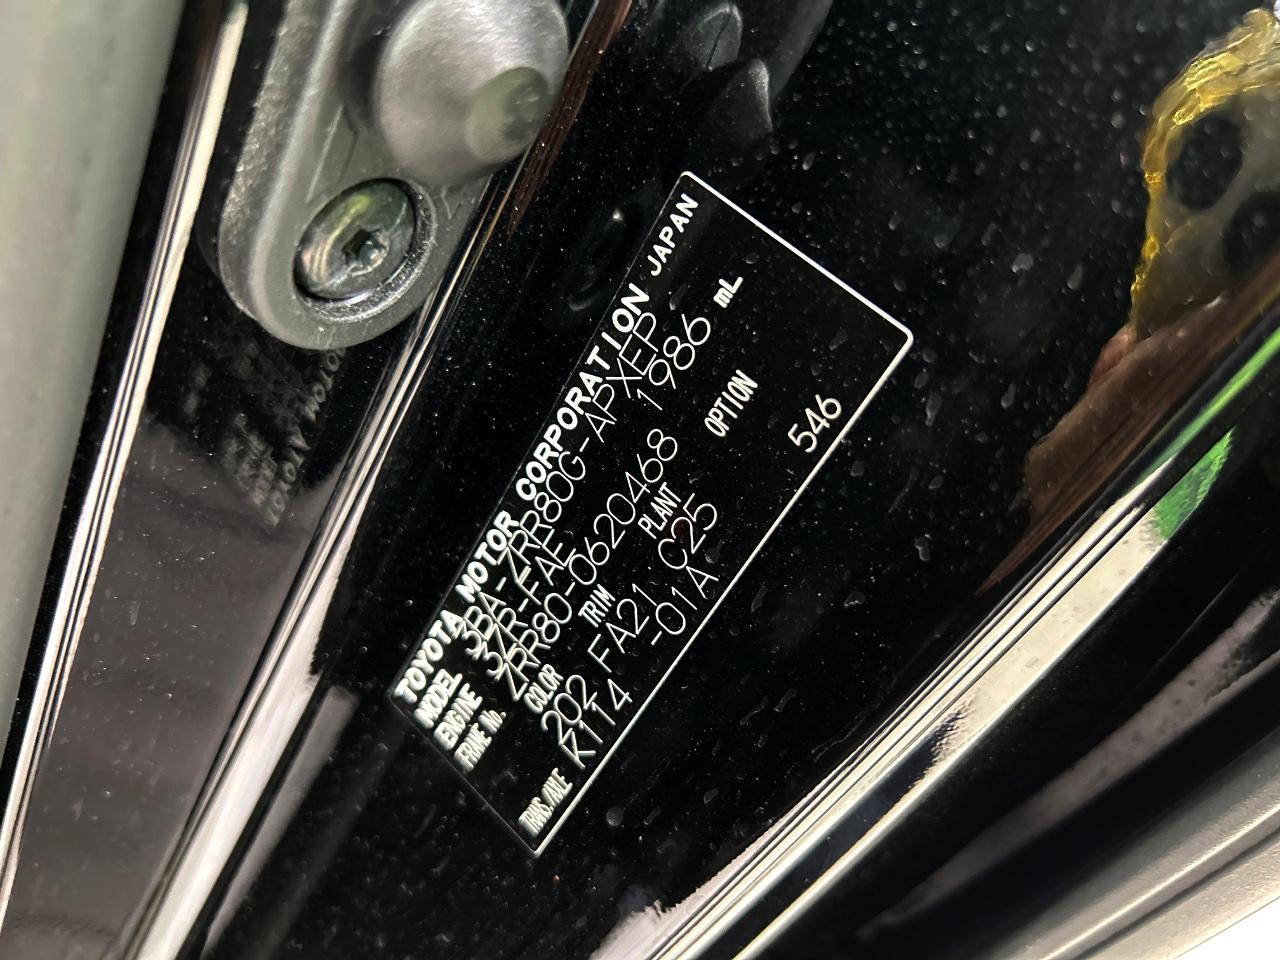 TOYOTA MOTOR CORPORATION JAPAN
MODEL 3BA-ZRR80G-APXEP
ENGINE 3ZR-FAE 1986 mL
FRAME No. ZRR80-0620468
COLOR TRIM PLANT OPTION
202 FA21 C25
TRANS./AXLE K114 -01A 546